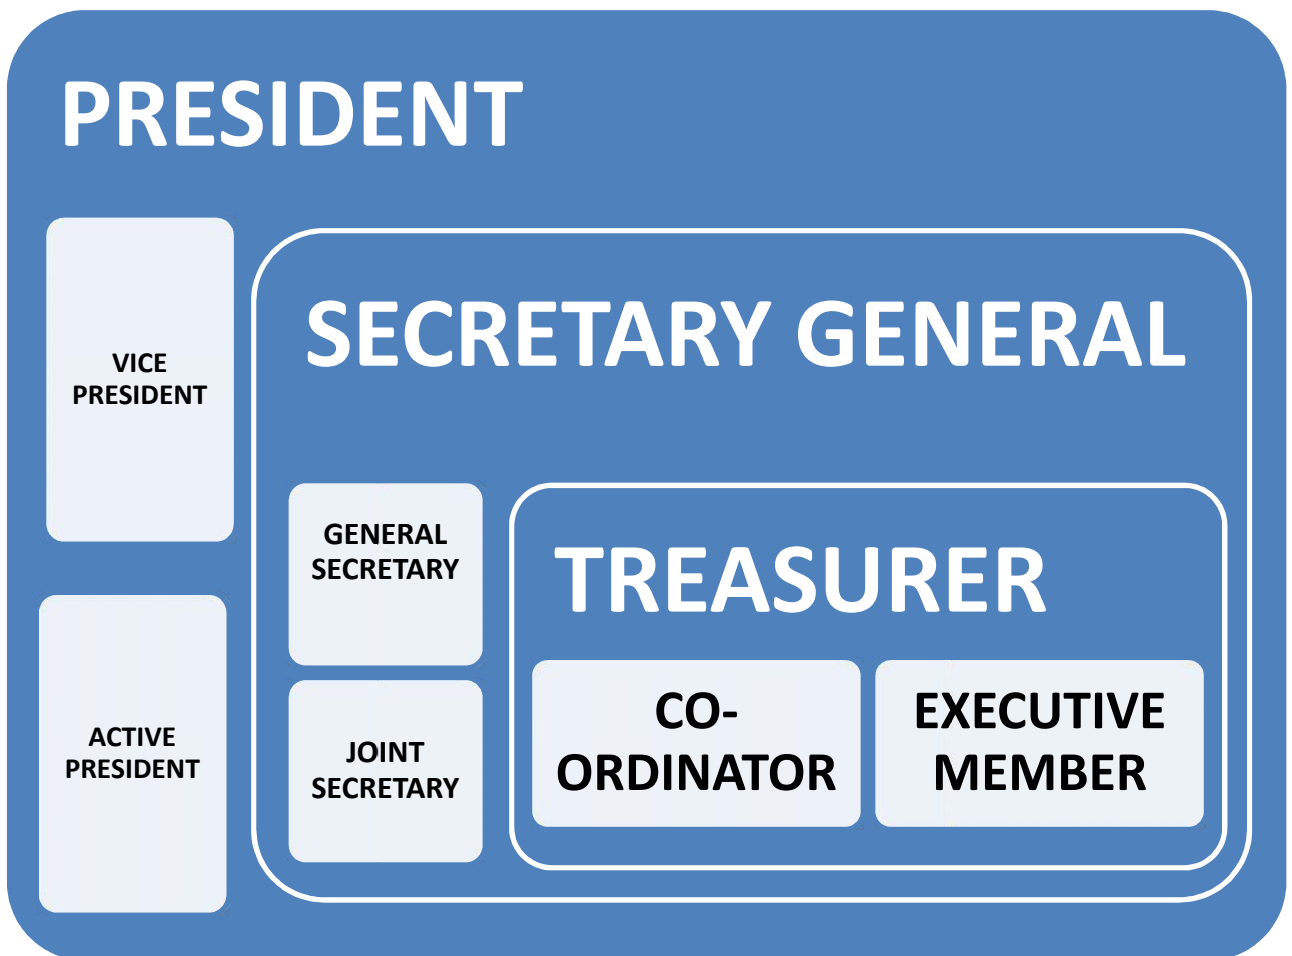 PRESIDENT
VICE
PRESIDENT
ACTIVE
PRESIDENT
SECRETARY GENERAL
GENERAL
SECRETARY
JOINT
SECRETARY
TREASURER
CO-
ORDINATOR
EXECUTIVE
MEMBER